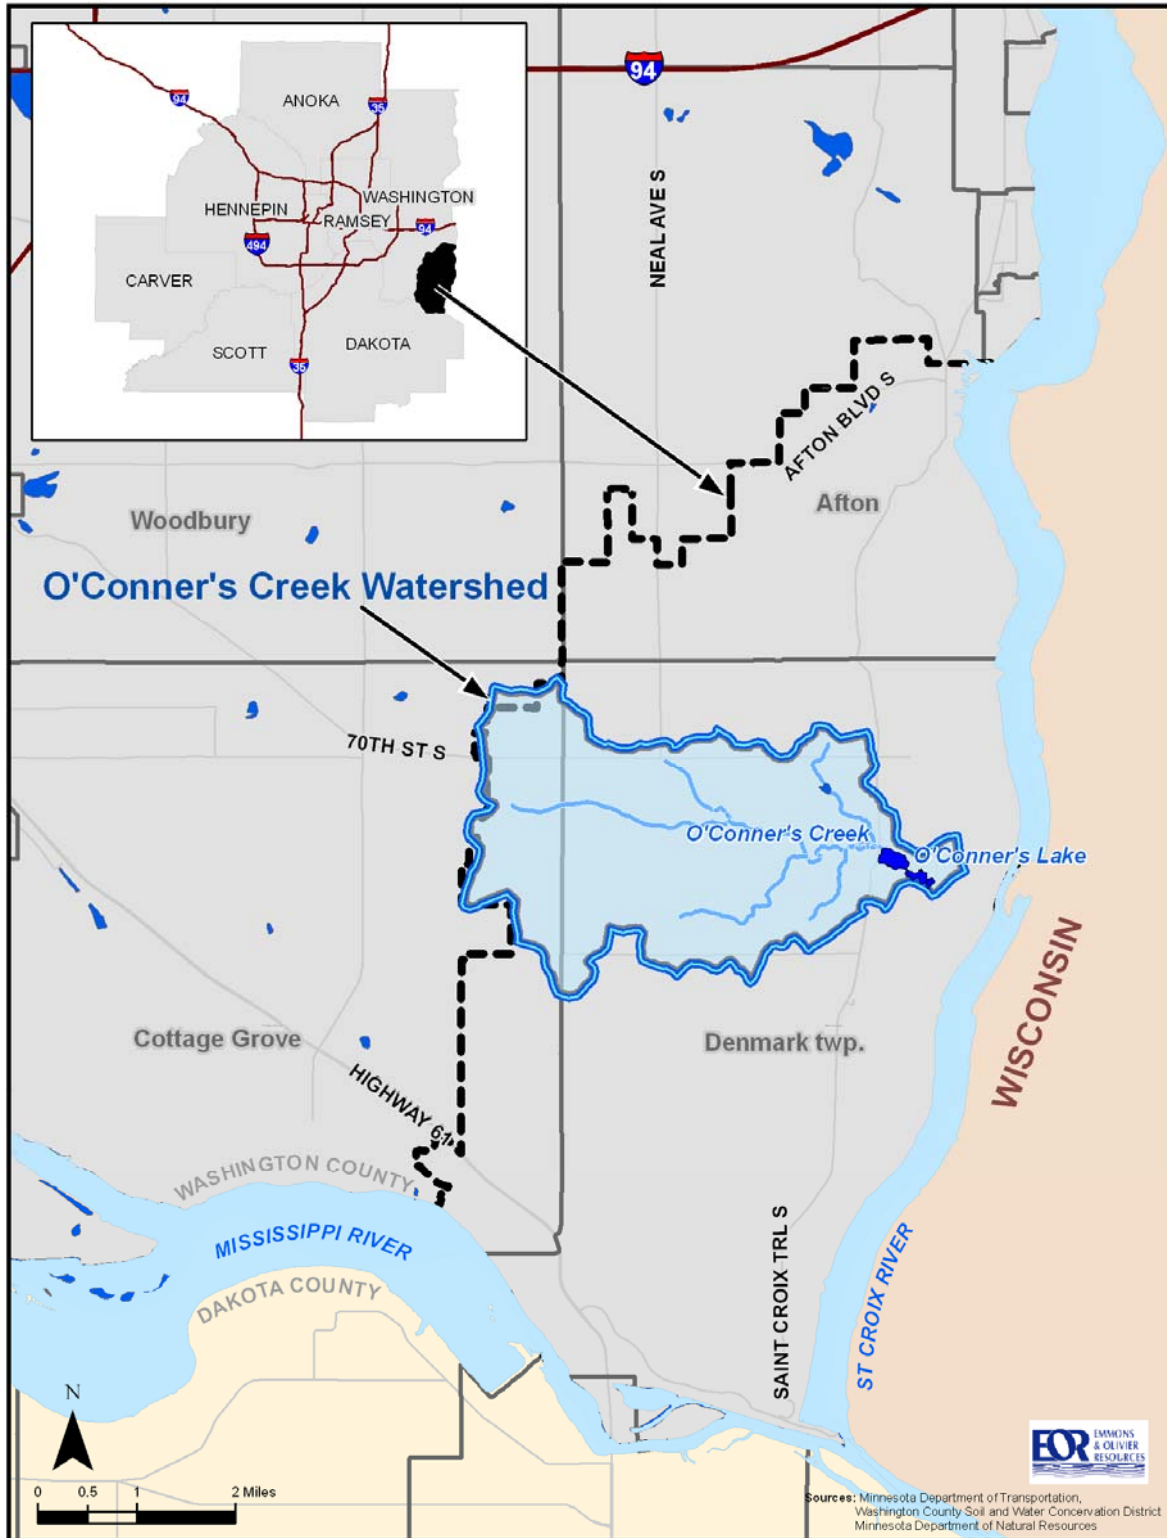 94
ANOKA
94
35
WASHINGTON
HENNEPIN
RAMSEY
94
494
CARVER
SCOTT
DAKOTA
35
NEAL AVE S
AFTON BLVD S
Afton
Woodbury
O'Conner's Creek Watershed
70TH ST S
O'Conner's Creek
O'Conner's Lake
WISCONSIN
Cottage Grove
Denmark twp.
HIGHWAY 61
WASHINGTON COUNTY
MISSISSIPPI RIVER
DAKOTA COUNTY
SAINT CROIX TRL S
ST CROIX RIVER
N
0 0.5 1 2 Miles
EOR
EMMONS
& OLIVIER
RESOURCES
Sources: Minnesota Department of Transportation,
Washington County Soil and Water Concervation District
Minnesota Department of Natural Resources